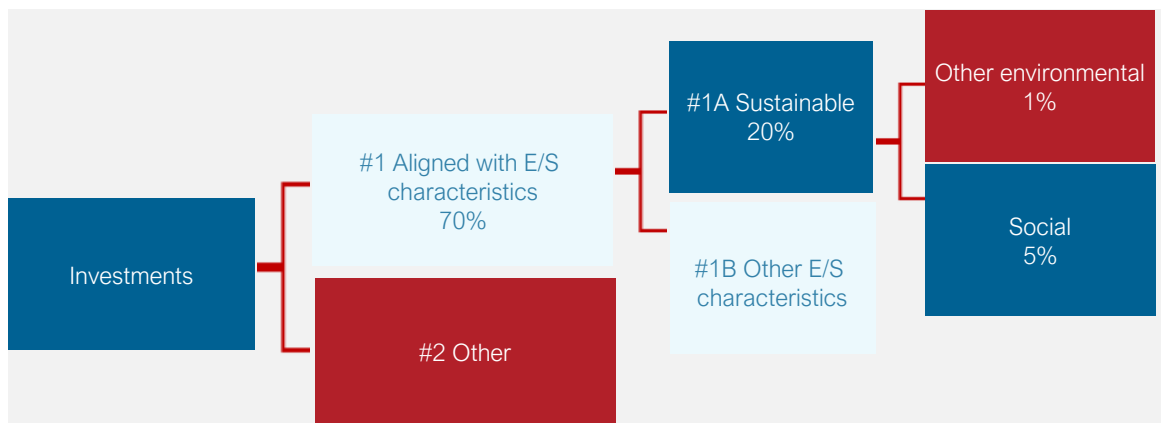 Investments
#1 Aligned with E/S
characteristics
70%
#2 Other
#1A Sustainable
20%
#1B Other E/S
characteristics
Other environmental
1%
Social
5%